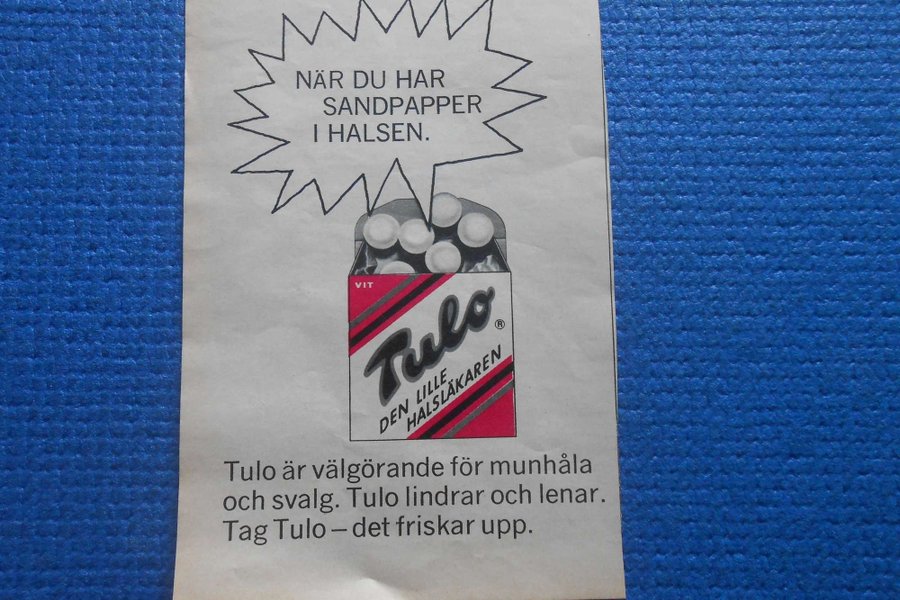 NÄR DU HAR
SANDPAPPER
I HALSEN.
VIT
Tulo®
DEN LILLE
HALSLÄKAREN
Tulo är välgörande för munhåla
och svalg. Tulo lindrar och lenar.
Tag Tulo – det friskar upp.